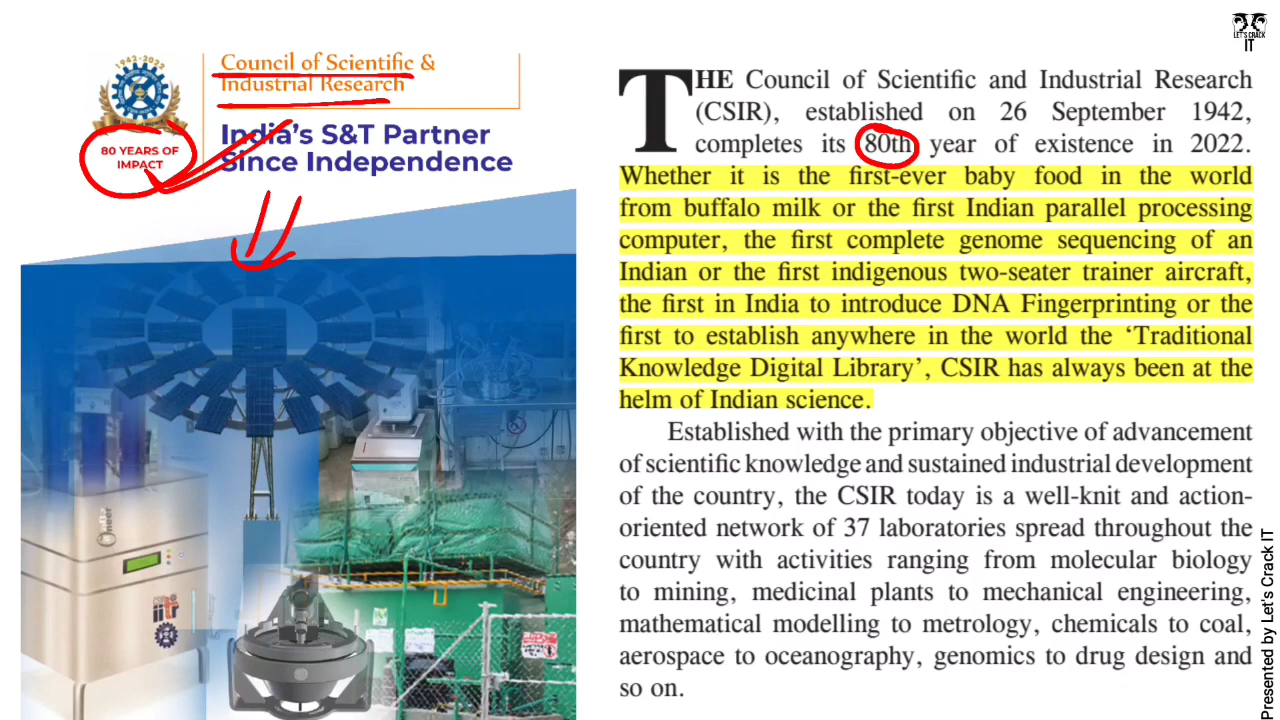 LET'S CRACK
IT
1942-2022
80 YEARS OF
IMPACT
Council of Scientific &
Industrial Research
India's S&T Partner
Since Independence
THE Council of Scientific and Industrial Research
(CSIR), established on 26 September 1942,
completes its 80th year of existence in 2022.
Whether it is the first-ever baby food in the world
from buffalo milk or the first Indian parallel processing
computer, the first complete genome sequencing of an
Indian or the first indigenous two-seater trainer aircraft,
the first in India to introduce DNA Fingerprinting or the
first to establish anywhere in the world the ‘Traditional
Knowledge Digital Library’, CSIR has always been at the
helm of Indian science.
Established with the primary objective of advancement
of scientific knowledge and sustained industrial development
of the country, the CSIR today is a well-knit and action-
oriented network of 37 laboratories spread throughout the
country with activities ranging from molecular biology
to mining, medicinal plants to mechanical engineering,
mathematical modelling to metrology, chemicals to coal,
aerospace to oceanography, genomics to drug design and
so on.
iitr
Presented by Let's Crack IT